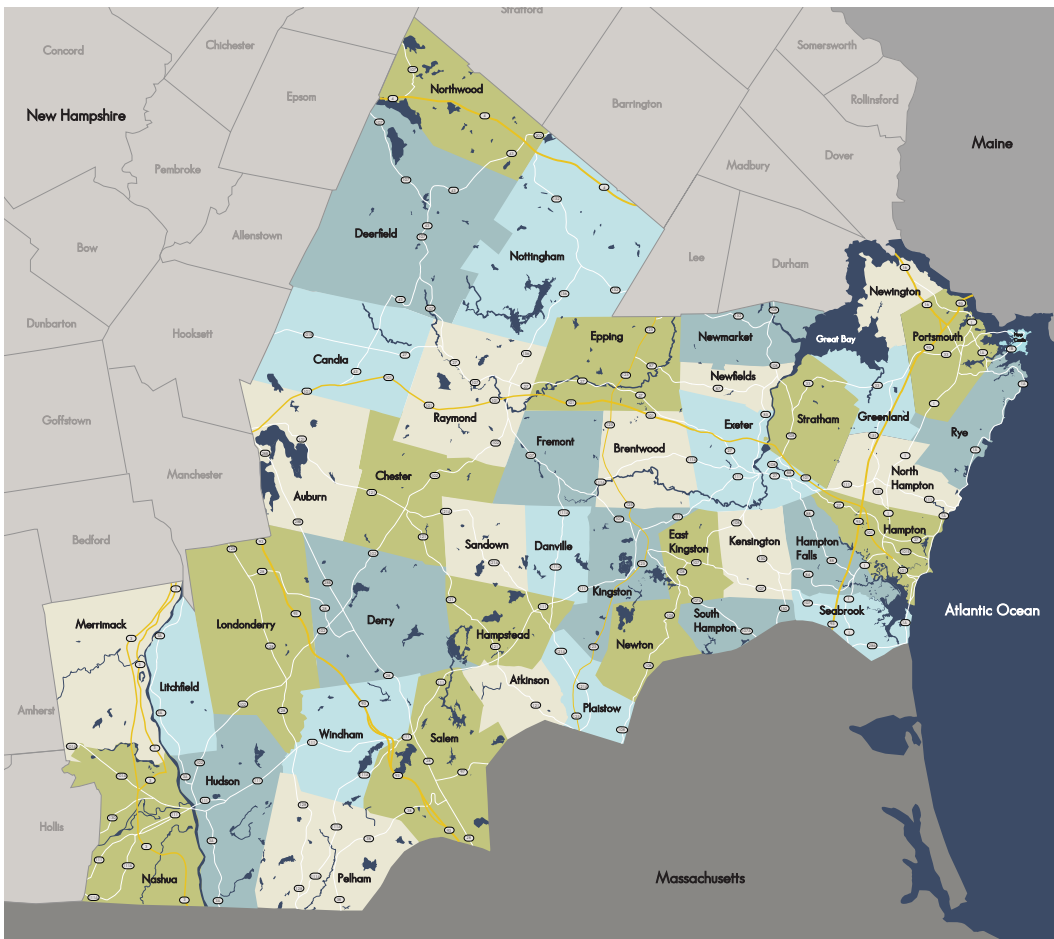 Strafford
Concord
Chichester
Somersworth
Northwood
Epsom
Barrington
Rollinsford
New Hampshire
Maine
Pembroke
Madbury
Dover
Deerfield
Allenstown
Bow
Nottingham
Lee
Durham
Newington
Dunbarton
Hooksett
Candia
Epping
Newmarket
Great Bay
Portsmouth
Newfields
Raymond
Goffstown
Fremont
Brentwood
Exeter
Stratham
Greenland
Rye
Manchester
Chester
Auburn
North
Hampton
Bedford
Sandown
Danville
East
Kingston
Kensington
Hampton
Falls
Hampton
Kingston
Merrimack
Londonderry
Derry
Hampstead
Newton
South
Hampton
Seabrook
Atlantic Ocean
Amherst
Litchfield
Atkinson
Plaistow
Windham
Salem
Hudson
Hollis
Nashua
Pelham
Massachusetts